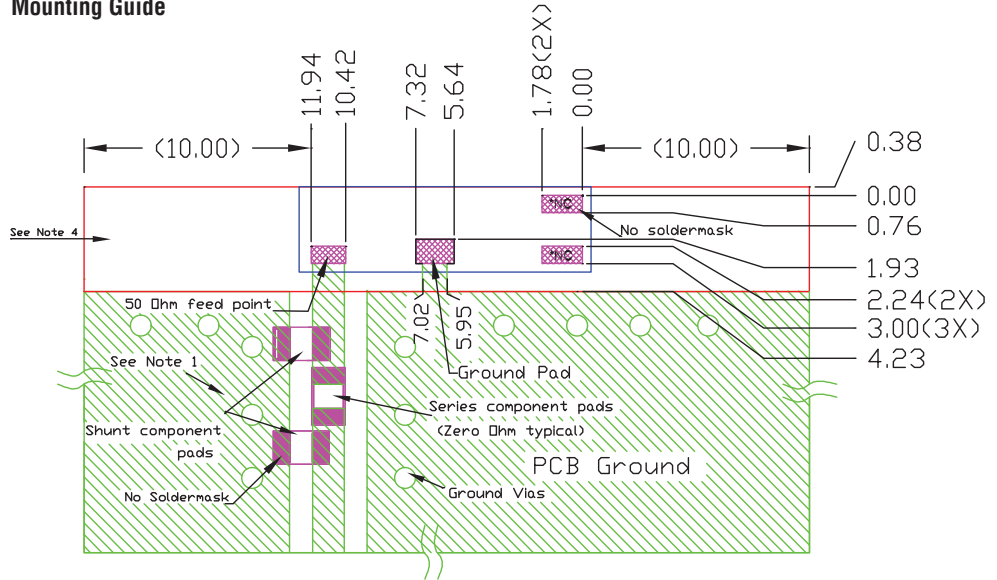 Mounting Guide
11.94
10.42
7.32
5.64
1.78(2X)
0.00
(10.00)
(10.00)
0.38
0.00
0.76
1.93
2.24(2X)
3.00(3X)
4.23
*NC
No soldermask
*NC
See Note 4
50 Ohm feed point
7.02
5.95
See Note 1
Ground Pad
Series component pads
(Zero Ohm typical)
Shunt component
pads
PCB Ground
No Soldermask
Ground Vias